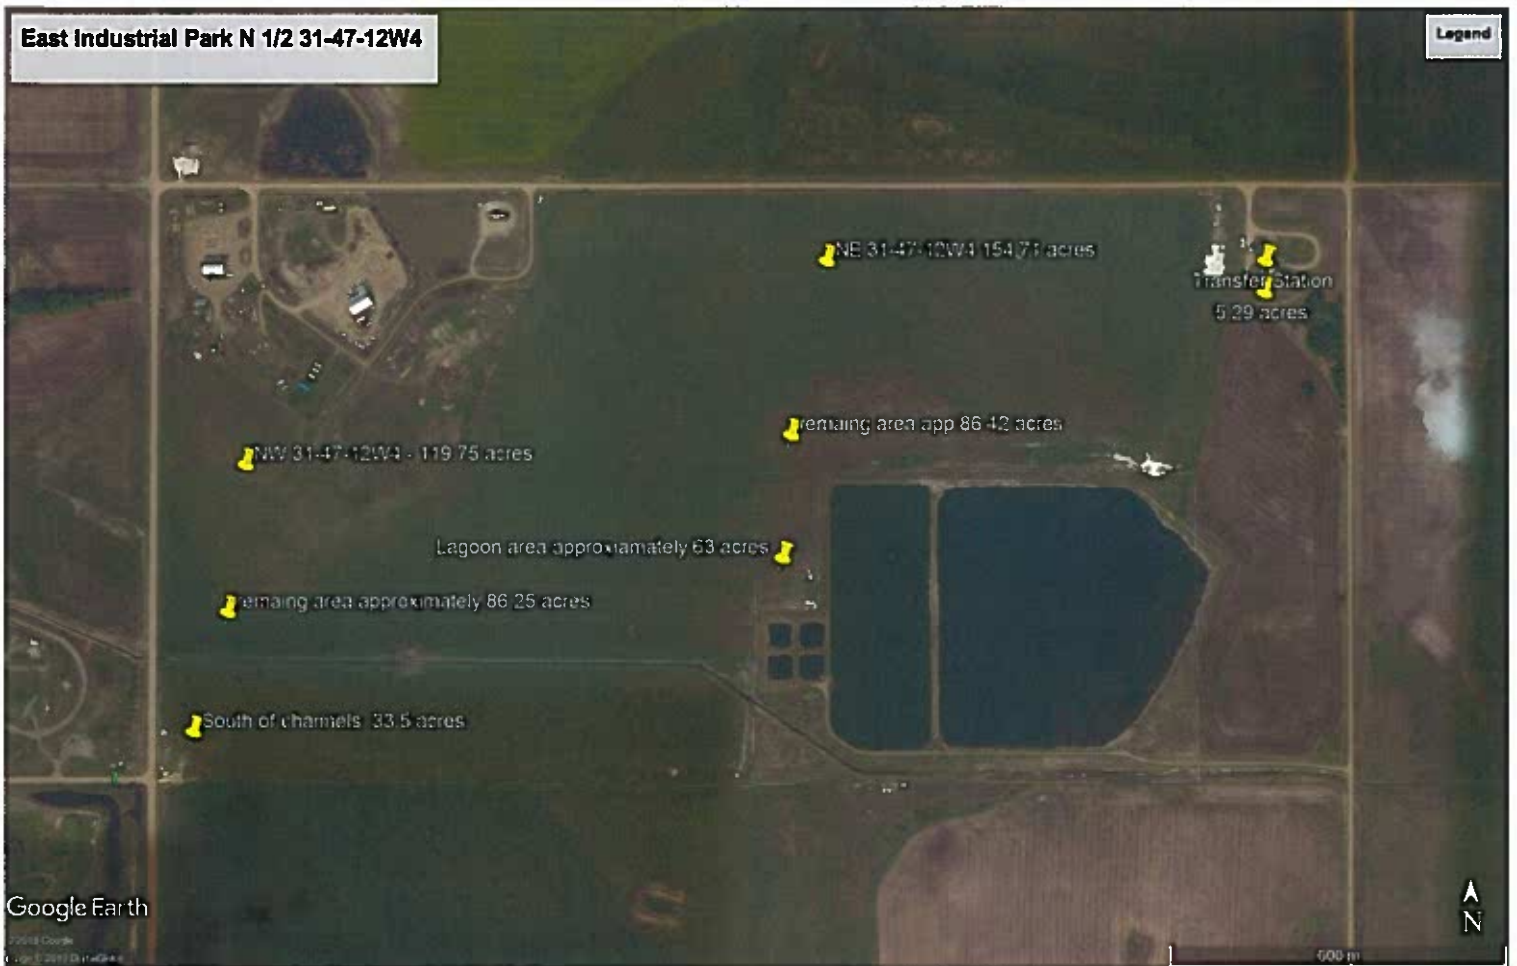 East Industrial Park N 1/2 31-47-12W4
Legend
NE 31-47-12W4 154.71 acres
Transfer Station
5.29 acres
remaing area app 86.12 acres
NW 31-47-12W4 - 119.75 acres
Lagoon area approxiamately 63 acres
remaing area approximately 86.25 acres
South of channels 33.5 acres
Google Earth
600 m
N